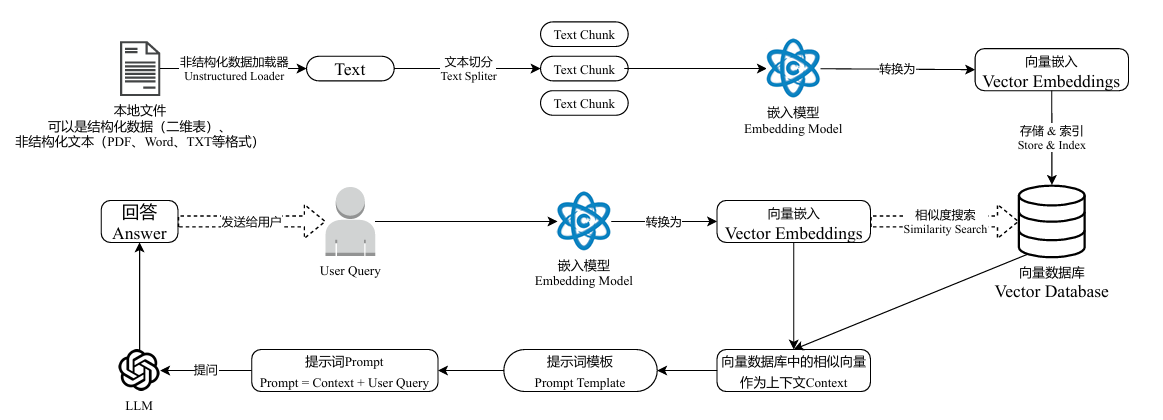 本地文件
可以是结构化数据（二维表）、
非结构化文本（PDF、Word、TXT等格式）
非结构化数据加载器
Unstructured Loader
Text
文本切分
Text Spliter
Text Chunk
Text Chunk
Text Chunk
嵌入模型
Embedding Model
转换为
向量嵌入
Vector Embeddings
存储 & 索引
Store & Index
回答
Answer
发送给用户
User Query
嵌入模型
Embedding Model
转换为
向量嵌入
Vector Embeddings
相似度搜索
Similarity Search
向量数据库
Vector Database
LLM
提问
提示词Prompt
Prompt = Context + User Query
提示词模板
Prompt Template
向量数据库中的相似向量
作为上下文Context